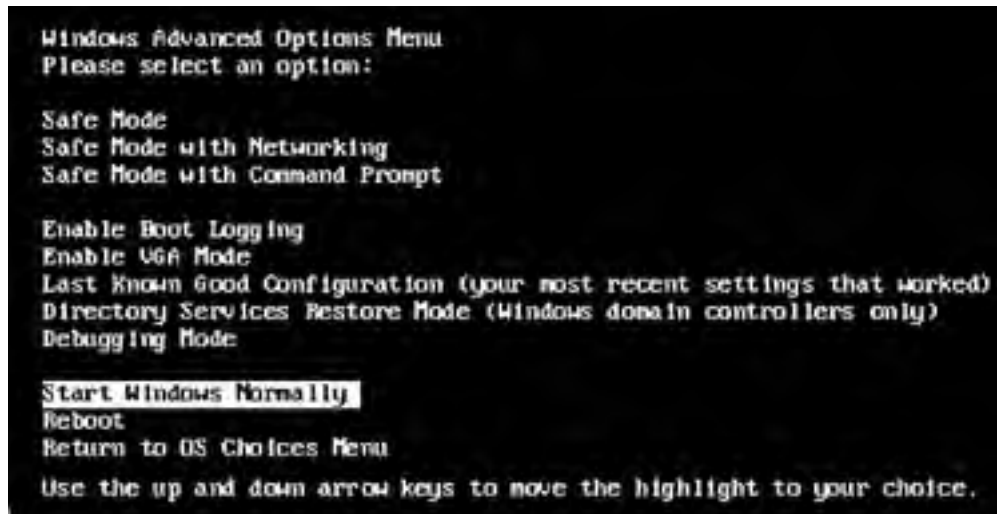 Windows Advanced Options Menu
Please select an option:
Safe Mode
Safe Mode with Networking
Safe Mode with Command Prompt
Enable Boot Logging
Enable VGA Mode
Last Known Good Configuration (your most recent settings that worked)
Directory Services Restore Mode (Windows domain controllers only)
Debugging Mode
Start Windows Normally
Reboot
Return to OS Choices Menu
Use the up and down arrow keys to move the highlight to your choice.